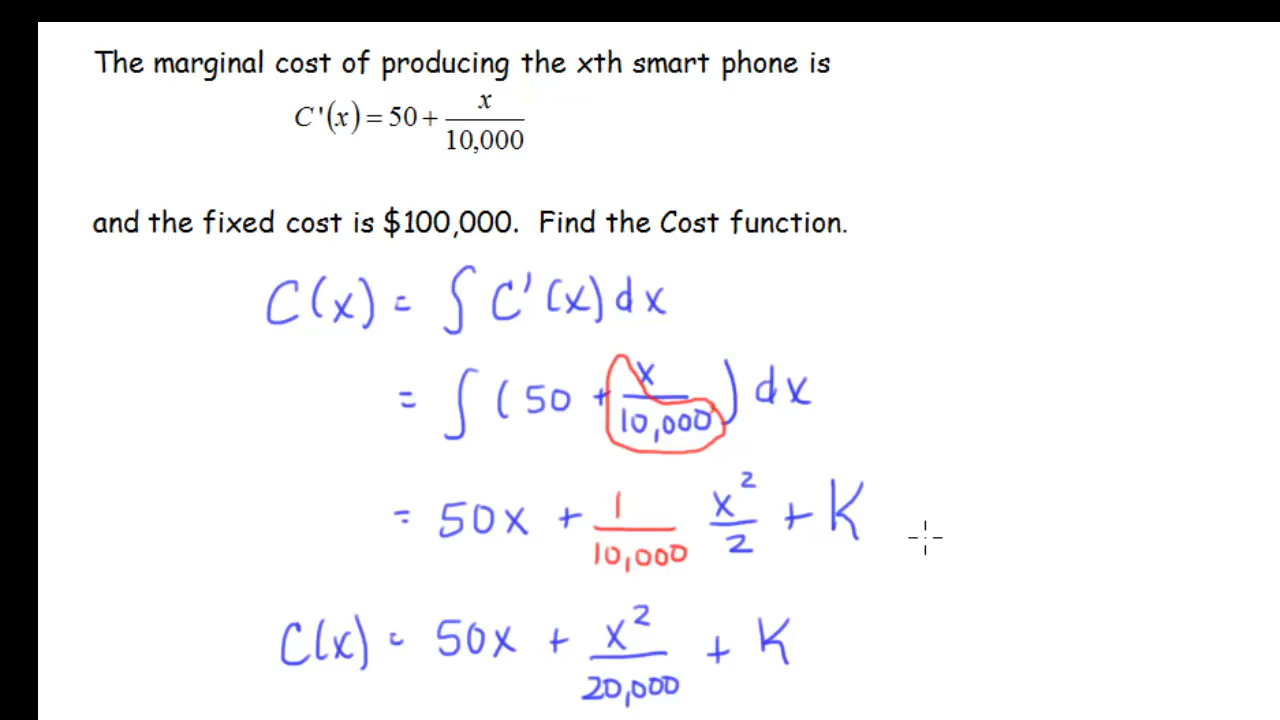 The marginal cost of producing the xth smart phone is
C'(x) = 50 + x/10,000
and the fixed cost is $100,000. Find the Cost function.
C(x) = ∫ C'(x) dx
= ∫ (50 + x/10,000) dx
= 50x + 1/10,000 x²/2 + K
C(x) = 50x + x²/20,000 + K